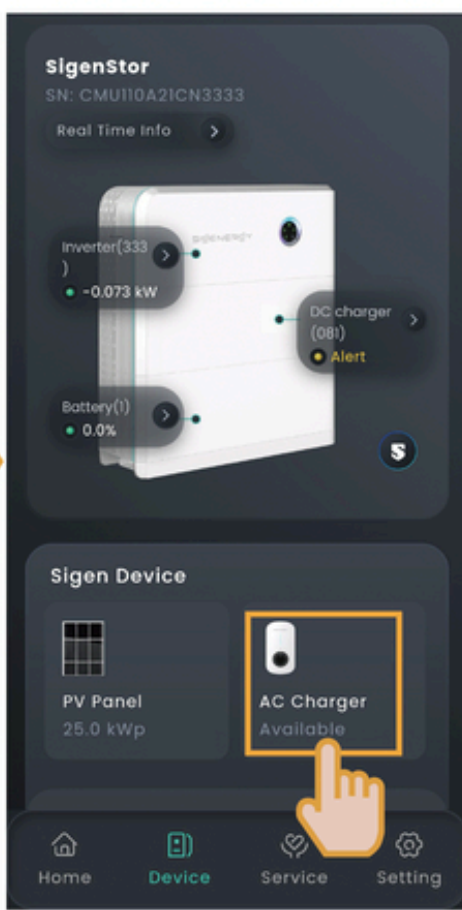 SigenStor
SN: CMU110A21CN3333
Real Time Info
SIGENERGY
Inverter(333
)
-0.073 kW
DC charger
(081)
Alert
Battery(1)
0.0%
Sigen Device
PV Panel
25.0 kWp
AC Charger
Available
Home
Device
Service
Setting